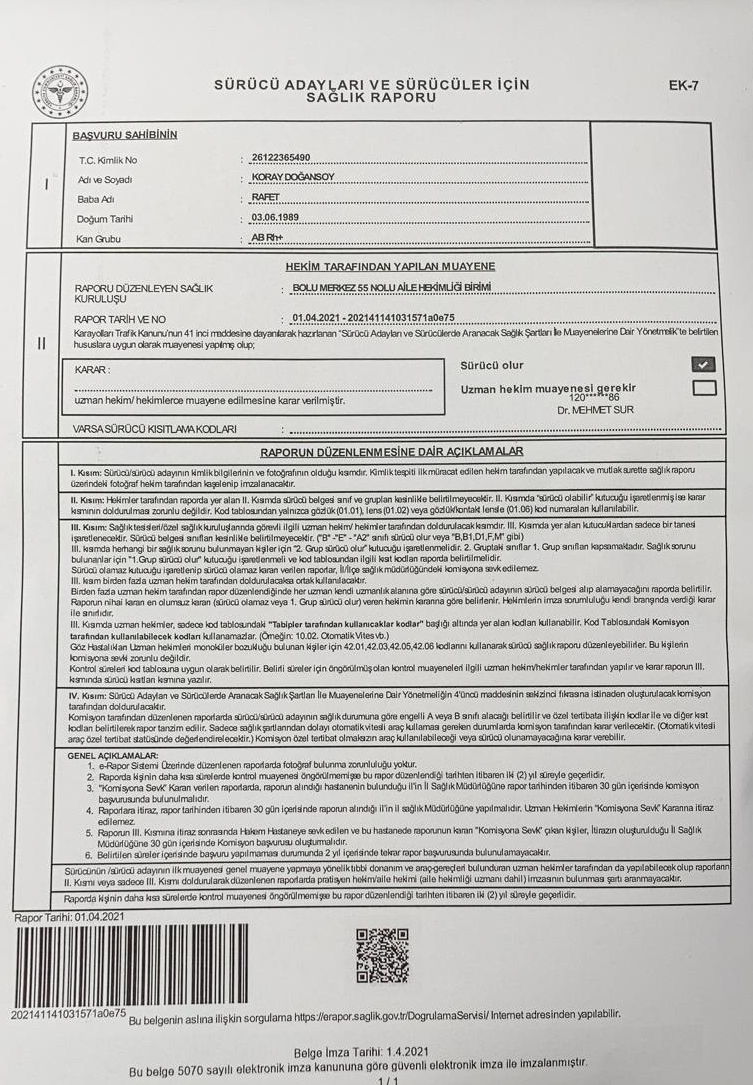 SÜRÜCÜ ADAYLARI VE SÜRÜCÜLER İÇİN
SAĞLIK RAPORU
EK-7
BAŞVURU SAHİBİNİN
I
T.C. Kimlik No : 26122365490
Adı ve Soyadı : KORAY DOĞANSOY
Baba Adı : RAFET
Doğum Tarihi : 03.06.1989
Kan Grubu : AB Rh+
HEKİM TARAFINDAN YAPILAN MUAYENE
II
RAPORU DÜZENLEYEN SAĞLIK : BOLU MERKEZ 55 NOLU AİLE HEKİMLİĞİ BİRİMİ
KURULUŞU
RAPOR TARİH VE NO : 01.04.2021 - 202141141031571a0e75
Karayolları Trafik Kanunu'nun 41 inci maddesine dayanılarak hazırlanan "Sürücü Adayları ve Sürücülerde Aranacak Sağlık Şartları İle Muayenelerine Dair Yönetmelik'te belirtilen
hususlara uygun olarak muayenesi yapılmış olup;
KARAR :
uzman hekim/ hekimlerce muayene edilmesine karar verilmiştir.
Sürücü olur
Uzman hekim muayenesi gerekir
120******86
Dr. MEHMET SUR
VARSA SÜRÜCÜ KISITLAMA KODLARI :
RAPORUN DÜZENLENMESİNE DAİR AÇIKLAMALAR
I. Kısım: Sürücü/sürücü adayının kimlik bilgilerinin ve fotoğrafının olduğu kısımdır. Kimlik tespiti ilk müracat edilen hekim tarafından yapılacak ve mutlak surette sağlık raporu
üzerindeki fotoğraf hekim tarafından kaşelenip imzalanacaktır.
II. Kısım: Hekimler tarafından raporda yer alan II. Kısımda sürücü belgesi sınıf ve grupları kesinlikle belirtilmeyecektir. II. Kısımda "sürücü olabilir" kutucuğu işaretlenmiş ise karar
kısmının doldurulması zorunlu değildir. Kod tablosundan yalnızca gözlük (01.01), lens (01.02) veya gözlük/kontak lensle (01.06) kod numaraları kullanılabilir.
III. Kısım: Sağlık tesisleri/özel sağlık kuruluşlarında görevli ilgili uzman hekim/ hekimler tarafından doldurulacak kısımdır. III. Kısımda yer alan kutucuklardan sadece bir tanesi
işaretlenecektir. Sürücü belgesi sınıfları kesinlikle belirtilmeyecektir. ("B" -"E" - "A2" sınıfı sürücü olur veya "B,B1,D1,F,M" gibi)
III. kısımda herhangi bir sağlık sorunu bulunmayan kişiler için "2. Grup sürücü olur" kutucuğu işaretlenmelidir. 2. Gruptaki sınıflar 1. Grup sınıfları kapsamaktadır. Sağlık sorunu
bulunanlar için "1.Grup sürücü olur" kutucuğu işaretlenmeli ve kod tablosundan ilgili kısıt kodları raporda belirtilmelidir.
Sürücü olamaz kutucuğu işaretlenip sürücü olamaz kararı verilen raporlar, İl/İlçe sağlık müdürlüğündeki komisyona sevk edilemez.
III. kısım birden fazla uzman hekim tarafından doldurulacaksa ortak kullanılacaktır.
Birden fazla uzman hekim tarafından rapor düzenlendiğinde her uzman kendi uzmanlık alanına göre sürücü/sürücü adayının sürücü belgesi alıp alamayacağını raporda belirtilir.
Raporun nihai kararı en olumsuz kararı (sürücü olamaz veya 1. Grup sürücü olur) veren hekimin kararına göre belirlenir. Hekimlerin imza sorumluluğu kendi branşında verdiği karar
ile sınırlıdır.
III. Kısımda uzman hekimler, sadece kod tablosundaki "Tabipler tarafından kullanılacaklar kodlar" başlığı altında yer alan kodları kullanabilir. Kod Tablosundaki Komisyon
tarafından kullanılabilecek kodları kullanamazlar. (Örneğin: 10.02. Otomatik Vites vb.)
Göz Hastalıkları Uzman hekimleri monoküler bozukluğu bulunan kişiler için 42.01,42.03,42.05,42.06 kodlarını kullanarak sürücü sağlık raporu düzenleyebilirler. Bu kişilerin
komisyona sevki zorunlu değildir.
Kontrol süreleri kod tablosuna uygun olarak belirtilir. Belirli süreler için öngörülmüş olan kontrol muayeneleri ilgili uzman hekim/hekimler tarafından yapılır ve karar raporun III.
kısmında sürücü kısıtları kısmına yazılır.
IV. Kısım: Sürücü Adayları ve Sürücülerde Aranacak Sağlık Şartları İle Muayenelerine Dair Yönetmeliğin 4'üncü maddesinin sekizinci fıkrasına istinaden oluşturulacak komisyon
tarafından doldurulacaktır.
Komisyon tarafından düzenlenen raporlarda sürücü/sürücü adayının sağlık durumuna göre engelli A veya B sınıfı alacağı belirtilir ve özel tertibata ilişkin kodlar ile ve diğer kısıt
kodları belirtilerek rapor tanzim edilir. Sadece sağlık şartlarından dolayı otomatik vitesli araç kullaması gereken durumlarda komisyon tarafından karar verilecektir. (Otomatik vitesli
araç özel tertibat statüsünde değerlendirelecektir.) Komisyon özel tertibat olmaksızın araç kullanılabileceği veya sürücü olunamayacağına karar verebilir.
GENEL AÇIKLAMALAR:
1. e-Rapor Sistemi Üzerinde düzenlenen raporlarda fotoğraf bulunma zorunluluğu yoktur.
2. Raporda kişinin daha kısa sürelerde kontrol muayenesi öngörülmemişse bu rapor düzenlendiği tarihten itibaren iki (2) yıl süreyle geçerlidir.
3. "Komisyona Sevk" Kararı verilen raporlarda, raporun alındığı hastanenin bulunduğu il'in İl Sağlık Müdürlüğüne rapor tarihinden itibaren 30 gün içerisinde komisyon
başvurusunda bulunulmalıdır.
4. Raporlara itiraz, rapor tarihinden itibaren 30 gün içerisinde raporun alındığı il'in il sağlık Müdürlüğüne yapılmalıdır. Uzman Hekimlerin "Komisyona Sevk" Kararına itiraz
edilemez.
5. Raporun III. Kısmına itiraz sonrasında Hakem Hastaneye sevk edilen ve bu hastanede raporunun kararı "Komisyona Sevk" çıkan kişiler, İtirazın oluşturulduğu İl Sağlık
Müdürlüğüne 30 gün içerisinde Komisyon başvurusu oluşturmalıdır.
6. Belirtilen süreler içerisinde başvuru yapılmaması durumunda 2 yıl içerisinde tekrar rapor başvurusunda bulunulamayacaktır.
Sürücünün /sürücü adayının ilk muayenesi genel muayene yapmaya yönelik tıbbi donanım ve araç-gereçleri bulunduran uzman hekimler tarafından da yapılabilecek olup raporların
II. Kısmı veya sadece III. Kısmı doldurularak düzenlenen raporlarda pratisyen hekim/aile hekimi (aile hekimliği uzmanı dahil) imzasının bulunması şartı aranmayacaktır.
Raporda kişinin daha kısa sürelerde kontrol muayenesi öngörülmemişse bu rapor düzenlendiği tarihten itibaren iki (2) yıl süreyle geçerlidir.
Rapor Tarihi: 01.04.2021
202141141031571a0e75
Bu belgenin aslına ilişkin sorgulama https://erapor.saglik.gov.tr/DogrulamaServisi/ Internet adresinden yapılabilir.
Belge İmza Tarihi: 1.4.2021
Bu belge 5070 sayılı elektronik imza kanununa göre güvenli elektronik imza ile imzalanmıştır.
1 / 1